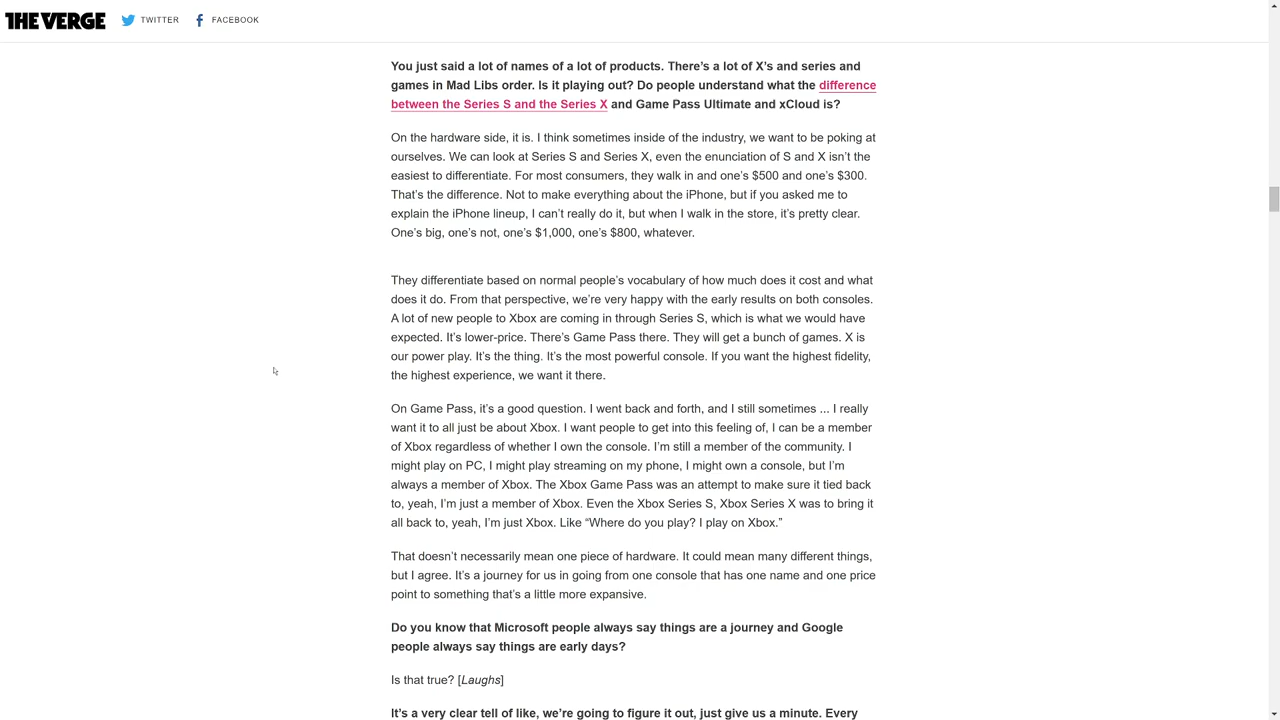 THE VERGE TWITTER FACEBOOK
You just said a lot of names of a lot of products. There’s a lot of X’s and series and
games in Mad Libs order. Is it playing out? Do people understand what the difference
between the Series S and the Series X and Game Pass Ultimate and xCloud is?
On the hardware side, it is. I think sometimes inside of the industry, we want to be poking at
ourselves. We can look at Series S and Series X, even the enunciation of S and X isn’t the
easiest to differentiate. For most consumers, they walk in and one’s $500 and one’s $300.
That’s the difference. Not to make everything about the iPhone, but if you asked me to
explain the iPhone lineup, I can’t really do it, but when I walk in the store, it’s pretty clear.
One’s big, one’s not, one’s $1,000, one’s $800, whatever.
They differentiate based on normal people’s vocabulary of how much does it cost and what
does it do. From that perspective, we’re very happy with the early results on both consoles.
A lot of new people to Xbox are coming in through Series S, which is what we would have
expected. It’s lower-price. There’s Game Pass there. They will get a bunch of games. X is
our power play. It’s the thing. It’s the most powerful console. If you want the highest fidelity,
the highest experience, we want it there.
On Game Pass, it’s a good question. I went back and forth, and I still sometimes ... I really
want it to all just be about Xbox. I want people to get into this feeling of, I can be a member
of Xbox regardless of whether I own the console. I’m still a member of the community. I
might play on PC, I might play streaming on my phone, I might own a console, but I’m
always a member of Xbox. The Xbox Game Pass was an attempt to make sure it tied back
to, yeah, I’m just a member of Xbox. Even the Xbox Series S, Xbox Series X was to bring it
all back to, yeah, I’m just Xbox. Like “Where do you play? I play on Xbox.”
That doesn’t necessarily mean one piece of hardware. It could mean many different things,
but I agree. It’s a journey for us in going from one console that has one name and one price
point to something that’s a little more expansive.
Do you know that Microsoft people always say things are a journey and Google
people always say things are early days?
Is that true? [Laughs]
It’s a very clear tell of like, we’re going to figure it out, just give us a minute. Every